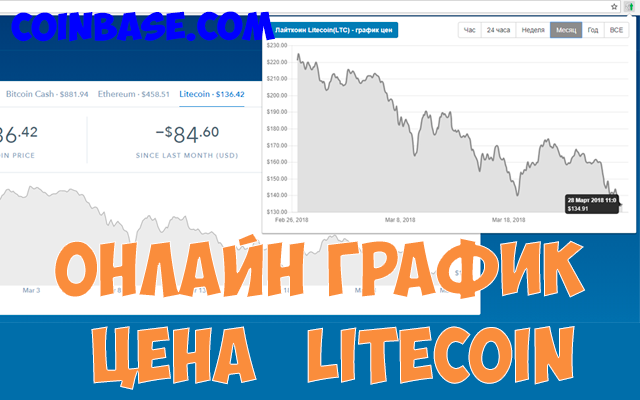 COINBASE.COM
Лайткоин Litecoin(LTC) - график цен
Час 24 часа Неделя Месяц Год ВСЕ
$230.00
$220.00
$210.00
$200.00
$190.00
$180.00
$170.00
$160.00
$150.00
$140.00
$130.00
Feb 26, 2018 Mar 8, 2018 Mar 18, 2018
28 Март 2018 11:0
$134.91
Bitcoin Cash · $881.94 Ethereum · $458.51 Litecoin · $136.42
36.42
−$84.60
IN PRICE
SINCE LAST MONTH (USD)
Mar 3
ОНЛАЙН ГРАФИК
ЦЕНА LITECOIN